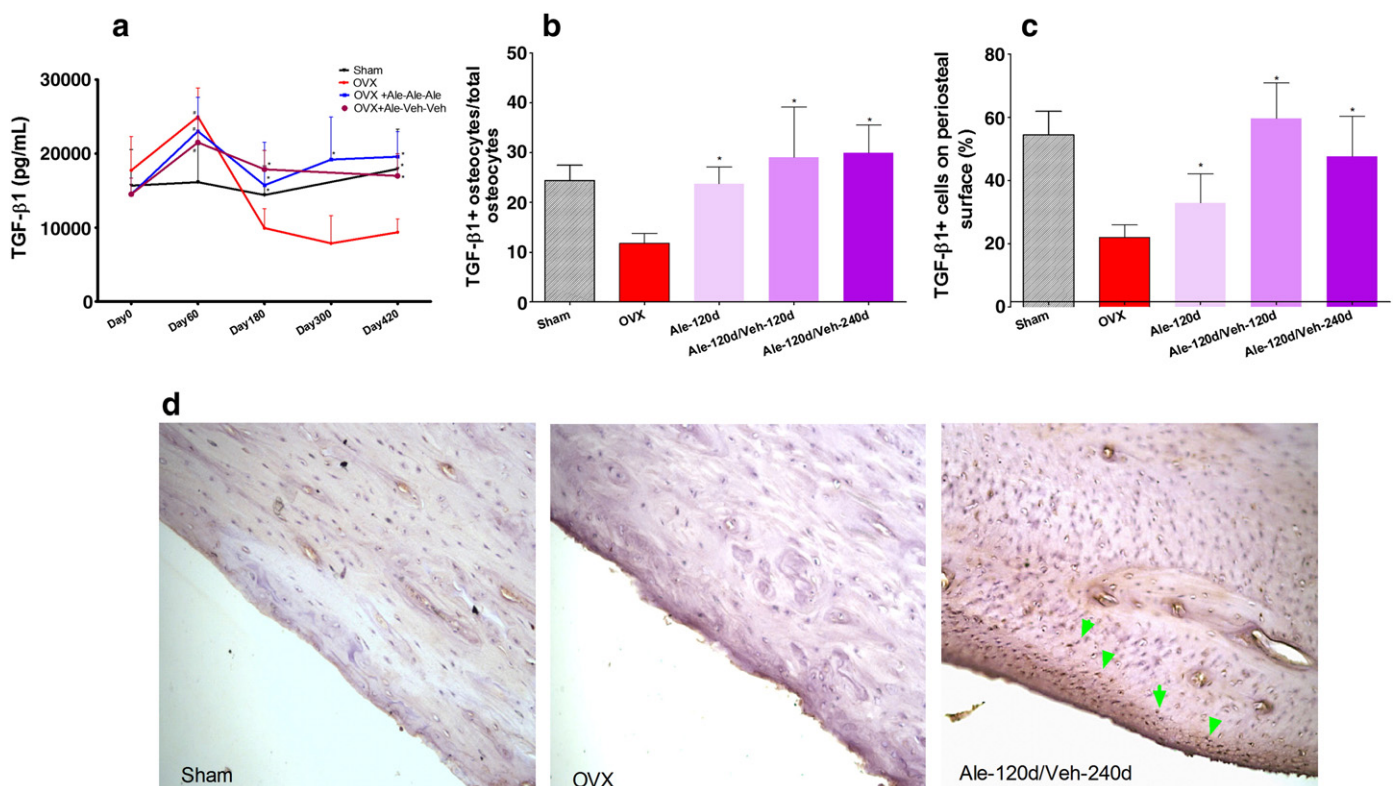 a
TGF-β1 (pg/mL)
30000
20000
10000
0
Day0
Day60
Day180
Day300
Day420
Sham
OVX
OVX +Ale-Ale-Ale
OVX+Ale-Veh-Veh
b
TGF-β1+ osteocytes/total
osteocytes
50
40
30
20
10
0
Sham
OVX
Ale-120d
Ale-120d/Veh-120d
Ale-120d/Veh-240d
c
TGF-β1+ cells on periosteal
surface (%)
80
60
40
20
0
Sham
OVX
Ale-120d
Ale-120d/Veh-120d
Ale-120d/Veh-240d
d
Sham
OVX
Ale-120d/Veh-240d